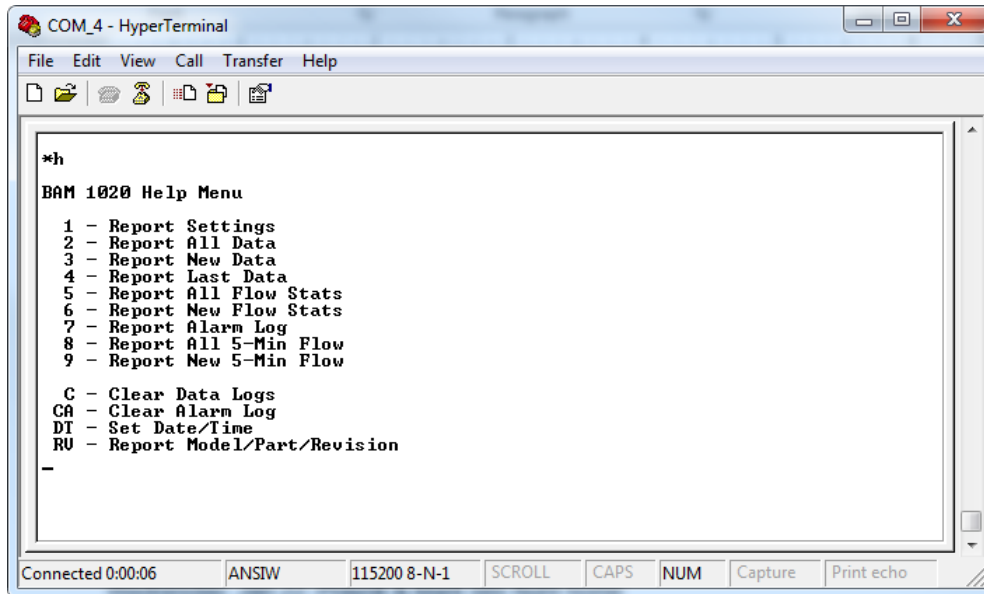 COM_4 - HyperTerminal
File Edit View Call Transfer Help
*h
BAM 1020 Help Menu
1 - Report Settings
2 - Report All Data
3 - Report New Data
4 - Report Last Data
5 - Report All Flow Stats
6 - Report New Flow Stats
7 - Report Alarm Log
8 - Report All 5-Min Flow
9 - Report New 5-Min Flow
C - Clear Data Logs
CA - Clear Alarm Log
DT - Set Date/Time
RV - Report Model/Part/Revision
_
Connected 0:00:06 ANSIW 115200 8-N-1 SCROLL CAPS NUM Capture Print echo